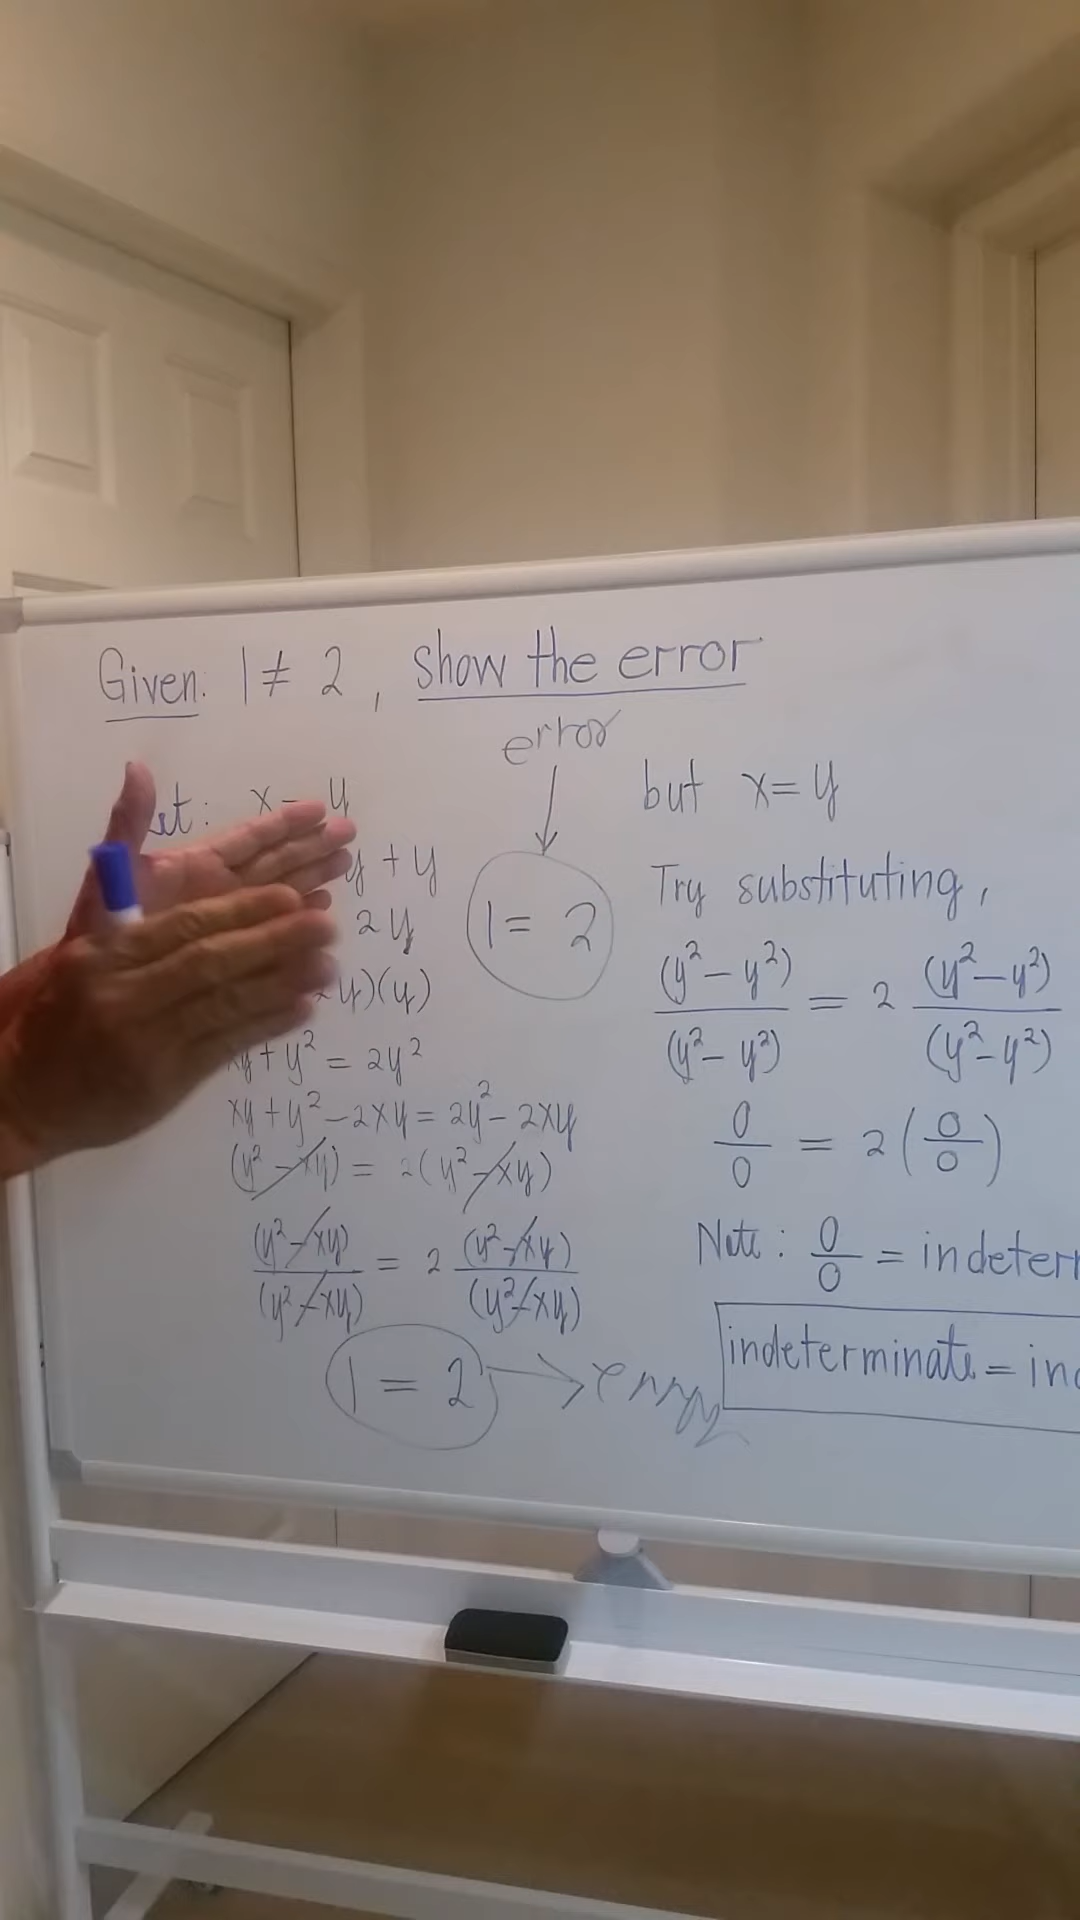 Given: 1 ≠ 2, show the error
error
1 = 2
Let: x = y
y + y
2y
2y)(y)
xy + y² = 2y²
xy + y² - 2xy = 2y² - 2xy
(y² - xy) = 2(y² - xy)
(y² - xy)/(y² - xy) = 2 (y² - xy)/(y² - xy)
1 = 2 → error
but x = y
Try substituting,
(y² - y²)/(y² - y²) = 2 (y² - y²)/(y² - y²)
0/0 = 2(0/0)
Note: 0/0 = indeter
indeterminate = in